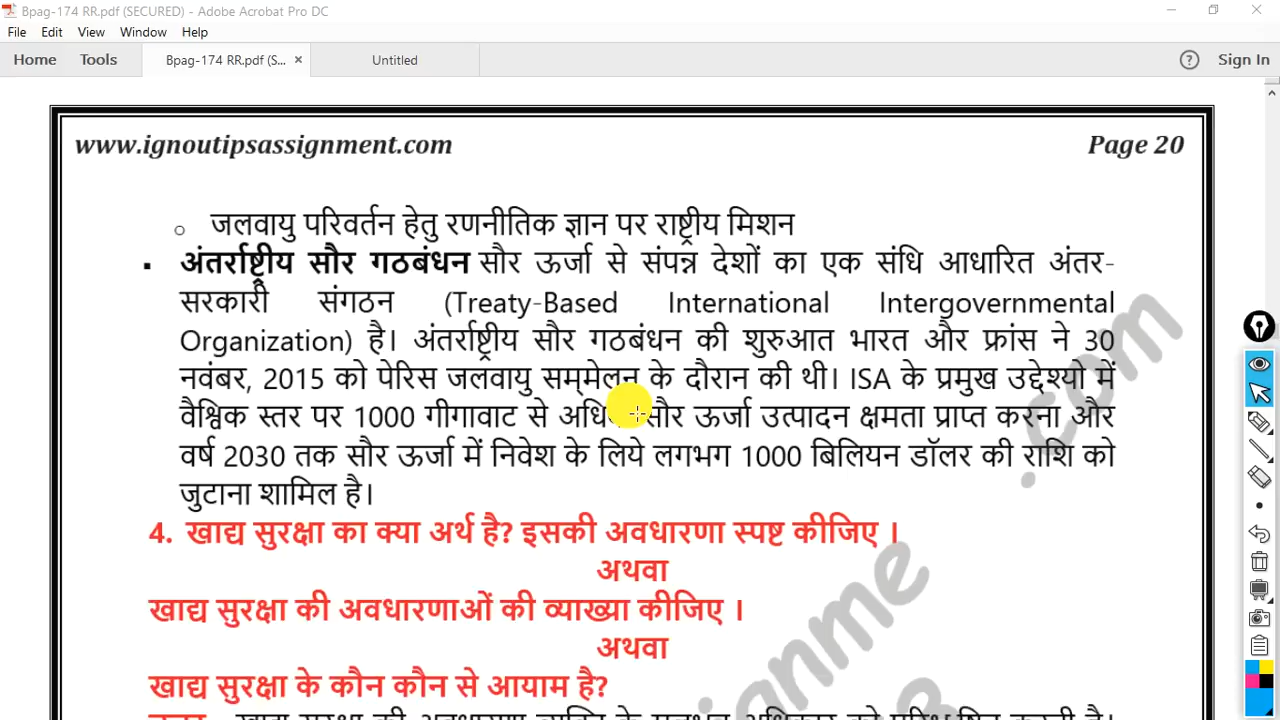 Bpag-174 RR.pdf (SECURED) - Adobe Acrobat Pro DC
File Edit View Window Help
Home Tools Bpag-174 RR.pdf (S... × Untitled ? Sign In
www.ignoutipsassignment.com Page 20
जलवायु परिवर्तन हेतु रणनीतिक ज्ञान पर राष्ट्रीय मिशन
अंतर्राष्ट्रीय सौर गठबंधन सौर ऊर्जा से संपन्न देशों का एक संधि आधारित अंतर-
सरकारी संगठन (Treaty-Based International Intergovernmental
Organization) है। अंतर्राष्ट्रीय सौर गठबंधन की शुरुआत भारत और फ्रांस ने 30
नवंबर, 2015 को पेरिस जलवायु सम्‍मेलन के दौरान की थी। ISA के प्रमुख उद्देश्यो में
वैश्विक स्तर पर 1000 गीगावाट से अधिक सौर ऊर्जा उत्पादन क्षमता प्राप्त करना और
वर्ष 2030 तक सौर ऊर्जा में निवेश के लिये लगभग 1000 बिलियन डॉलर की राशि को
जुटाना शामिल है।
4. खाद्य सुरक्षा का क्या अर्थ है? इसकी अवधारणा स्पष्ट कीजिए ।
अथवा
खाद्य सुरक्षा की अवधारणाओं की व्याख्या कीजिए ।
अथवा
खाद्य सुरक्षा के कौन कौन से आयाम है?
.com